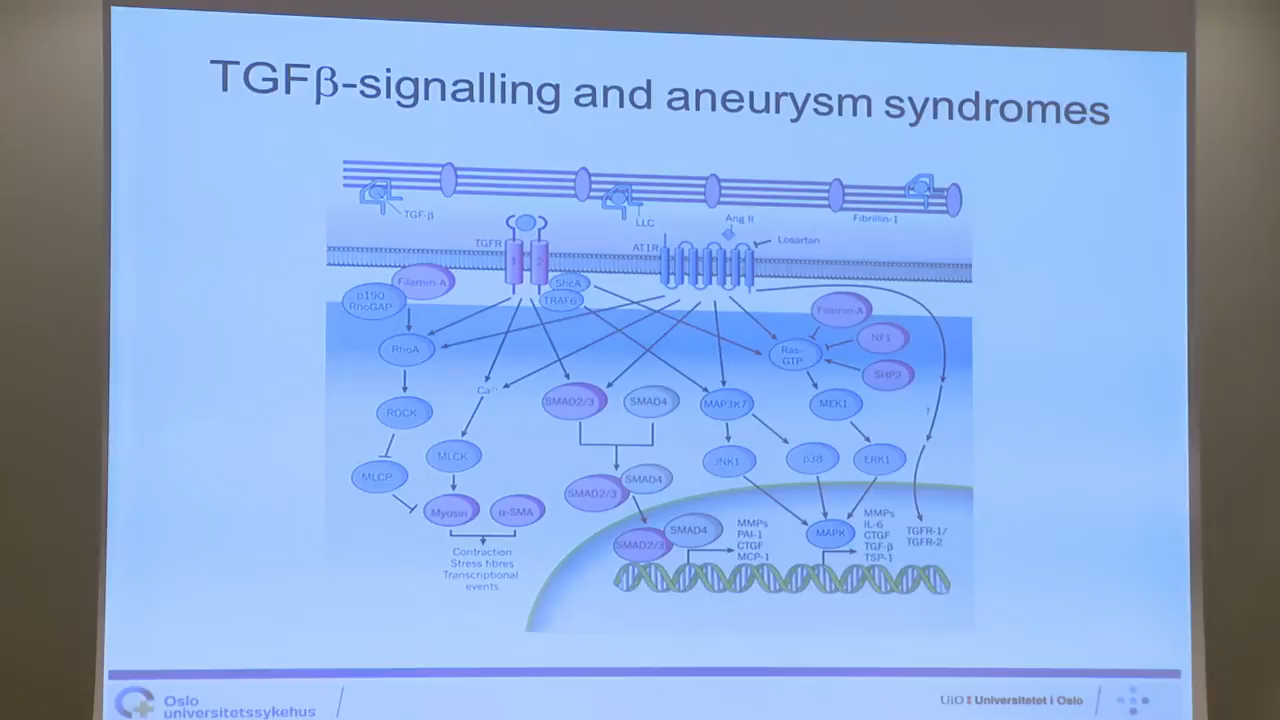 TGFβ-signalling and aneurysm syndromes
TGF-β
LLC
Ang II
Fibrillin-1
TGFR
AT1R
Losartan
1
2
Filamin-A
p190
RhoGAP
ShcA
TRAF6
Filamin-A
NF1
RhoA
Ras-
GTP
SHP2
Ca²⁺
SMAD2/3
SMAD4
MAP3K7
MEK1
?
ROCK
MLCK
JNK1
p38
ERK1
MLCP
SMAD4
SMAD2/3
Myosin
α-SMA
SMAD4
SMAD2/3
MMPs
PAI-1
CTGF
MCP-1
MAPK
MMPs
IL-6
CTGF
TGF-β
TSP-1
TGFR-1/
TGFR-2
Contraction
Stress fibres
Transcriptional
events
Oslo
universitetssykehus
UiO : Universitetet i Oslo